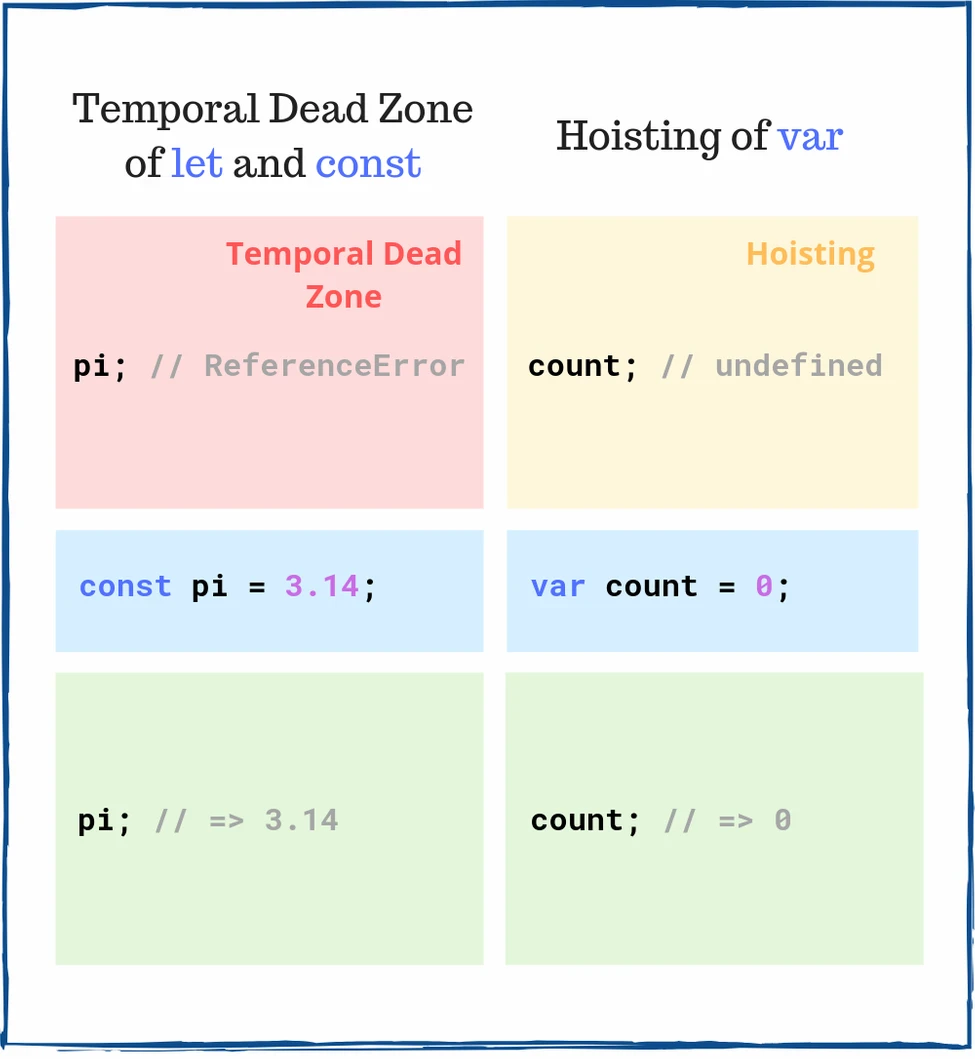 Temporal Dead Zone
of let and const
Hoisting of var
Temporal Dead
Zone
pi; // ReferenceError
Hoisting
count; // undefined
const pi = 3.14;
var count = 0;
pi; // => 3.14
count; // => 0